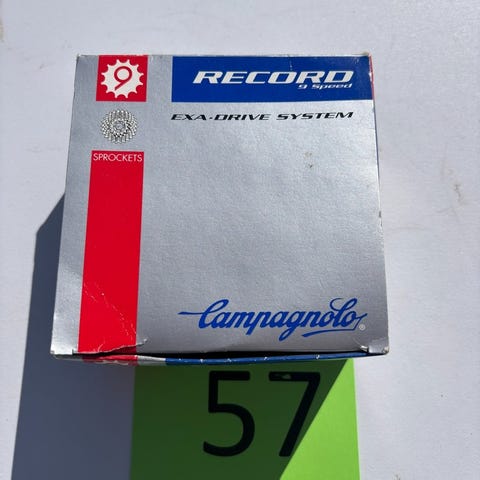 9
RECORD
9 Speed
EXA-DRIVE SYSTEM
SPROCKETS
Campagnolo®
57